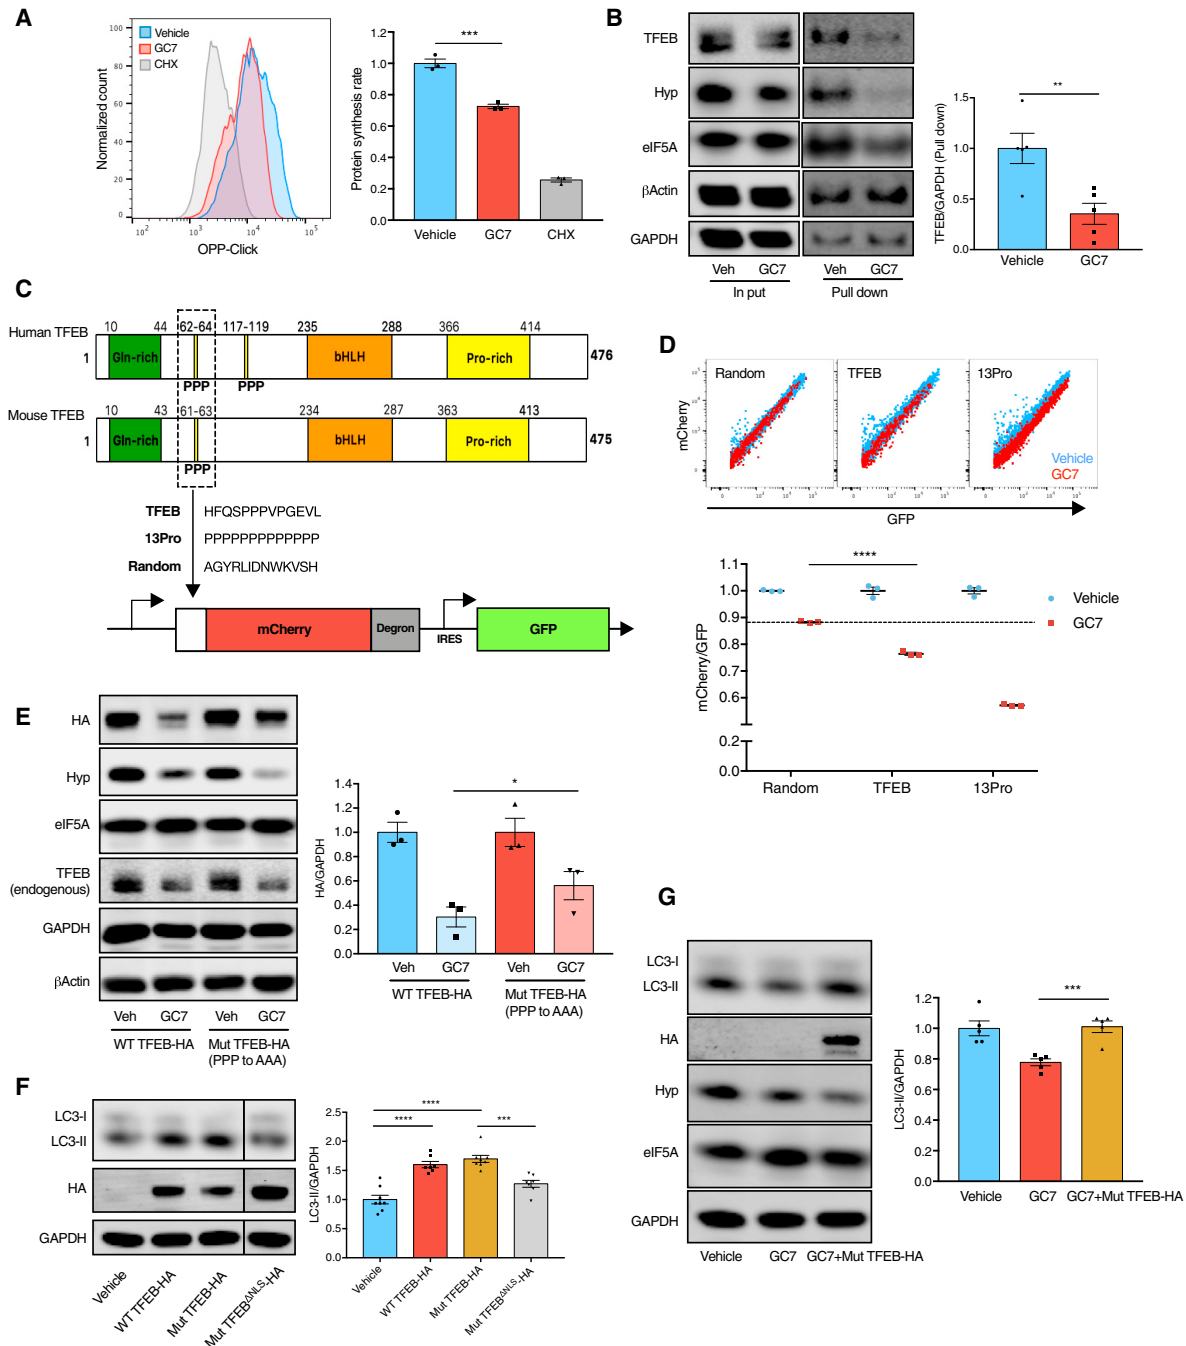 A
Vehicle
GC7
CHX
Normalized count
100
80
60
40
20
0
10²
10³
10⁴
10⁵
OPP-Click
Protein synthesis rate
1.2
1.0
0.8
0.6
0.4
0.2
0.0
***
Vehicle GC7 CHX
B
TFEB
Hyp
eIF5A
βActin
GAPDH
Veh GC7 Veh GC7
In put Pull down
TFEB/GAPDH (Pull down)
1.5
1.0
0.5
0.0
**
Vehicle GC7
C
10 44 62-64 117-119 235 288 366 414
Human TFEB
1 Gln-rich bHLH Pro-rich 476
PPP PPP
10 43 61-63 234 287 363 413
Mouse TFEB
1 Gln-rich bHLH Pro-rich 475
PPP
TFEB HFQSPPPVPGEVL
13Pro PPPPPPPPPPPPP
Random AGYRLIDNWKVSH
mCherry Degron IRES GFP
D
Random TFEB 13Pro
mCherry
Vehicle
GC7
GFP
****
1.1
1.0
0.9
0.8
0.7
0.6
0.5
0.2
0.0
mCherry/GFP
Vehicle
GC7
Random TFEB 13Pro
E
HA
Hyp
eIF5A
TFEB
(endogenous)
GAPDH
βActin
Veh GC7 Veh GC7
WT TFEB-HA Mut TFEB-HA
(PPP to AAA)
HA/GAPDH
1.4
1.2
1.0
0.8
0.6
0.4
0.2
0.0
*
Veh GC7 Veh GC7
WT TFEB-HA Mut TFEB-HA
(PPP to AAA)
F
LC3-I
LC3-II
HA
GAPDH
Vehicle
WT TFEB-HA
Mut TFEB-HA
Mut TFEB^ΔNLS-HA
LC3-II/GAPDH
2.5
2.0
1.5
1.0
0.5
0.0
****
**** ***
Vehicle
WT TFEB-HA
Mut TFEB-HA
Mut TFEB^ΔNLS-HA
G
LC3-I
LC3-II
HA
Hyp
eIF5A
GAPDH
Vehicle GC7 GC7+Mut TFEB-HA
LC3-II/GAPDH
1.2
1.0
0.8
0.6
0.4
0.2
0.0
***
Vehicle GC7 GC7+Mut TFEB-HA